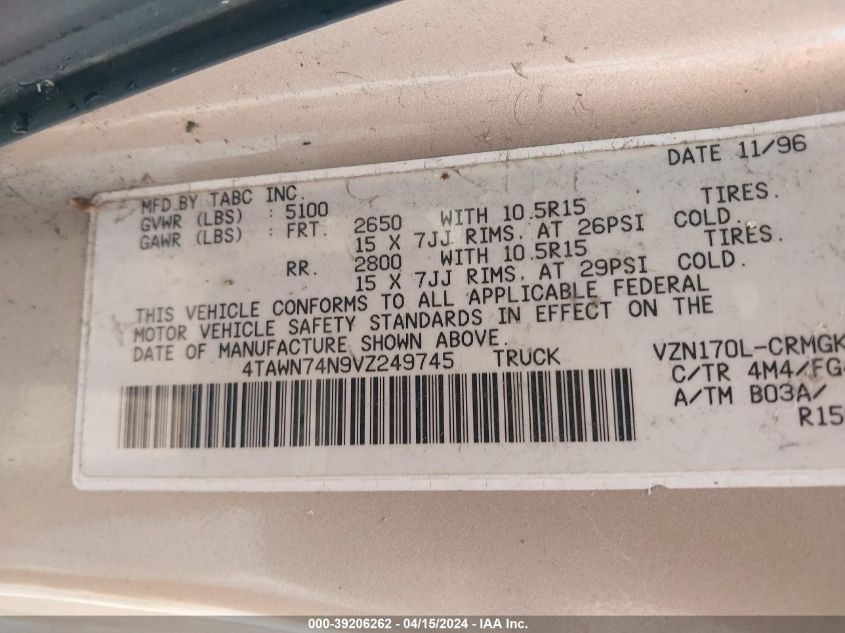 DATE 11/96
MFD.BY TABC INC.
GVWR (LBS) : 5100
GAWR (LBS) : FRT. 2650 WITH 10.5R15 TIRES.
15 X 7JJ RIMS. AT 26PSI COLD.
RR. 2800 WITH 10.5R15 TIRES.
15 X 7JJ RIMS. AT 29PSI COLD.
THIS VEHICLE CONFORMS TO ALL APPLICABLE FEDERAL
MOTOR VEHICLE SAFETY STANDARDS IN EFFECT ON THE
DATE OF MANUFACTURE SHOWN ABOVE.
4TAWN74N9VZ249745 TRUCK VZN170L-CRMGK
C/TR 4M4/FG
A/TM B03A/
R15
000-39206262 - 04/15/2024 - IAA Inc.